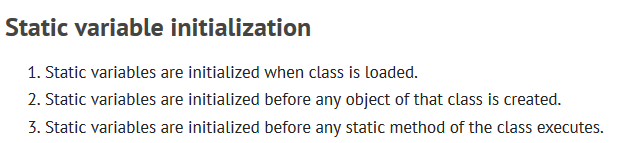 Static variable initialization
1. Static variables are initialized when class is loaded.
2. Static variables are initialized before any object of that class is created.
3. Static variables are initialized before any static method of the class executes.